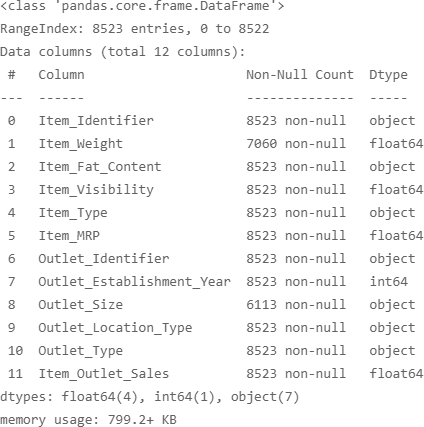 <class 'pandas.core.frame.DataFrame'>
RangeIndex: 8523 entries, 0 to 8522
Data columns (total 12 columns):
 #   Column                     Non-Null Count  Dtype
---  ------                     --------------  -----
 0   Item_Identifier            8523 non-null   object
 1   Item_Weight                7060 non-null   float64
 2   Item_Fat_Content           8523 non-null   object
 3   Item_Visibility            8523 non-null   float64
 4   Item_Type                  8523 non-null   object
 5   Item_MRP                   8523 non-null   float64
 6   Outlet_Identifier          8523 non-null   object
 7   Outlet_Establishment_Year  8523 non-null   int64
 8   Outlet_Size                6113 non-null   object
 9   Outlet_Location_Type       8523 non-null   object
 10  Outlet_Type                8523 non-null   object
 11  Item_Outlet_Sales          8523 non-null   float64
dtypes: float64(4), int64(1), object(7)
memory usage: 799.2+ KB